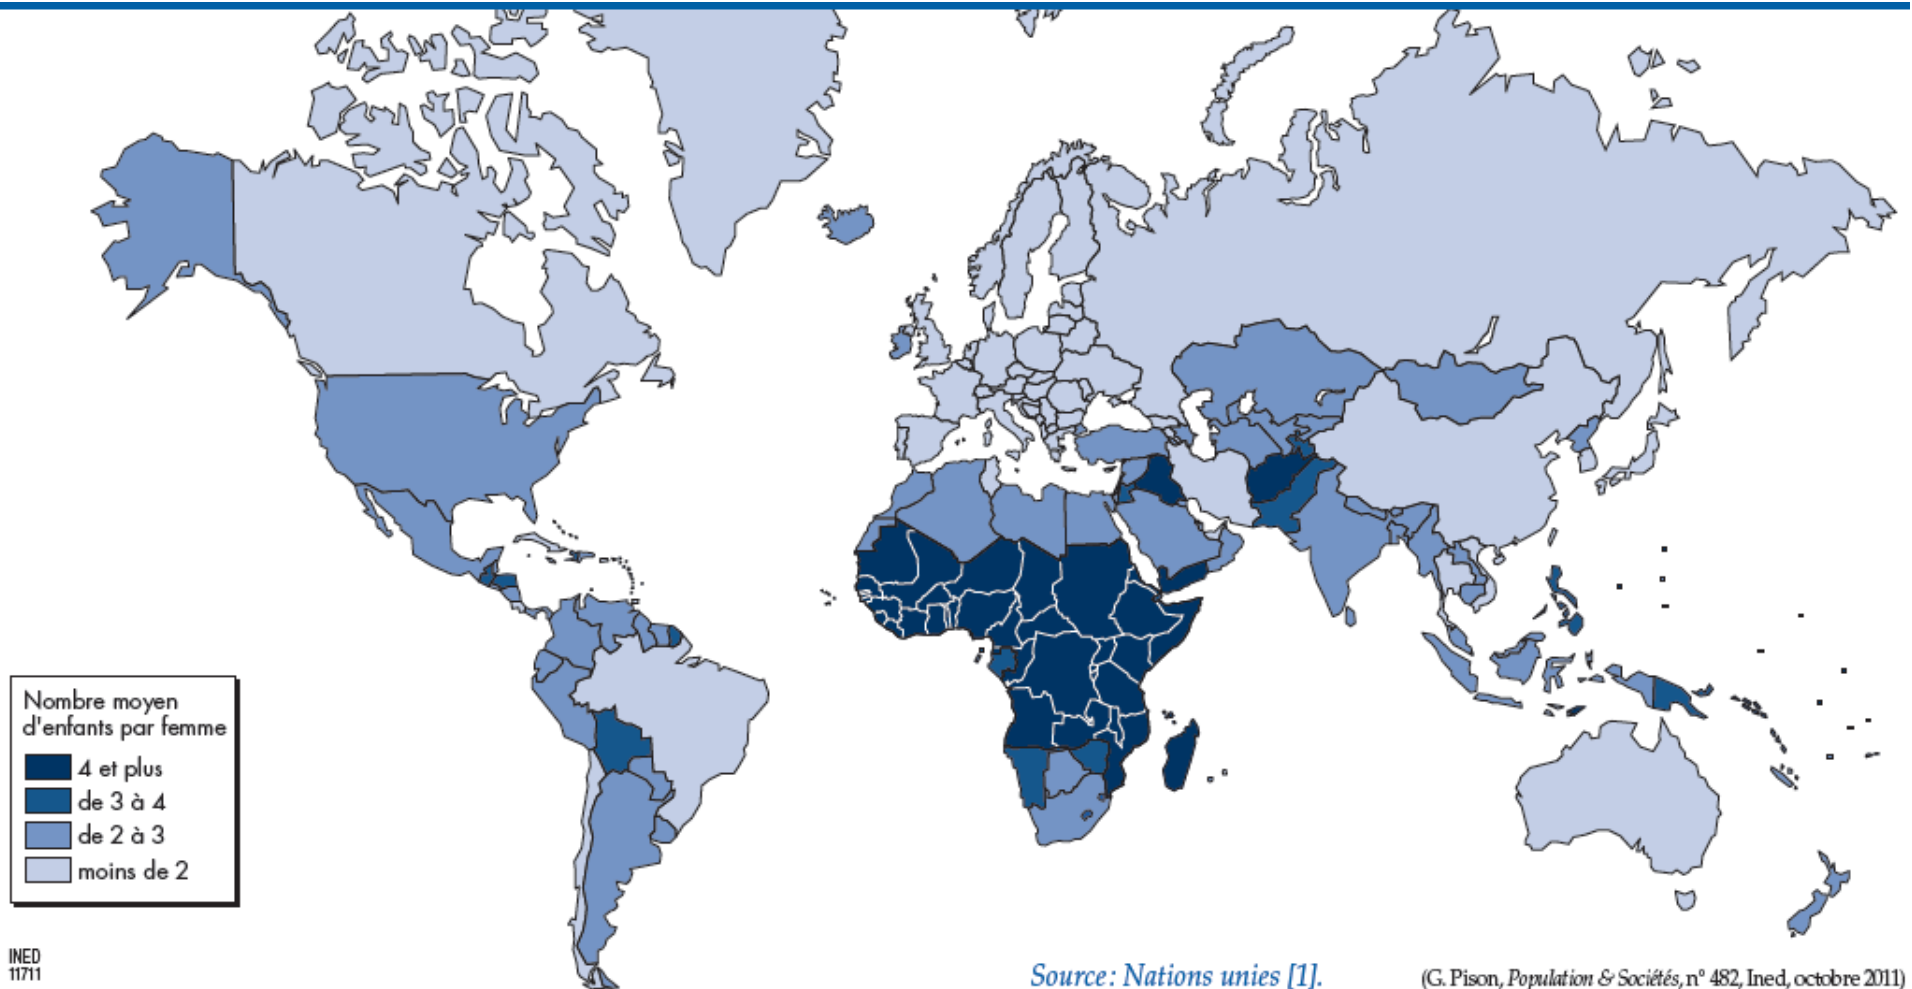 Nombre moyen
d'enfants par femme
4 et plus
de 3 à 4
de 2 à 3
moins de 2
INED
11711
Source : Nations unies [1].
(G. Pison, Population & Sociétés, n° 482, Ined, octobre 2011)